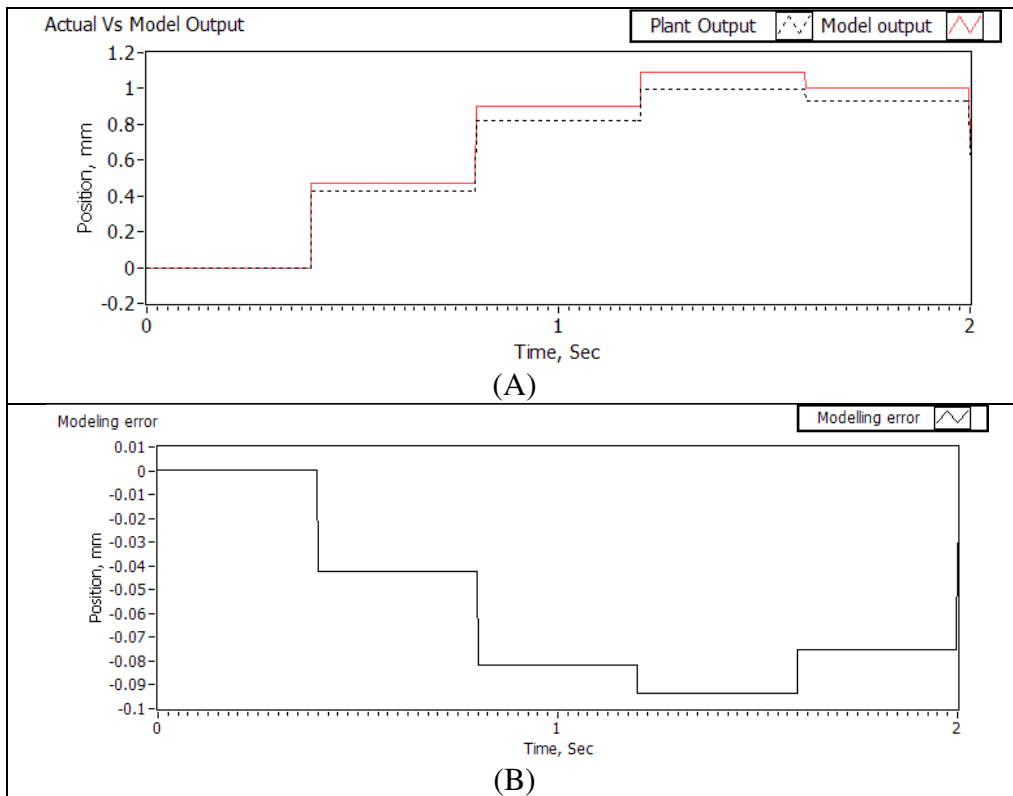 Actual Vs Model Output
Plant Output Model output
1.2
1
0.8
0.6
0.4
0.2
0
-0.2
Position, mm
0 1 2
Time, Sec
(A)
Modeling error
Modelling error
0.01
0
-0.01
-0.02
-0.03
-0.04
-0.05
-0.06
-0.07
-0.08
-0.09
-0.1
Position, mm
0 1 2
Time, Sec
(B)